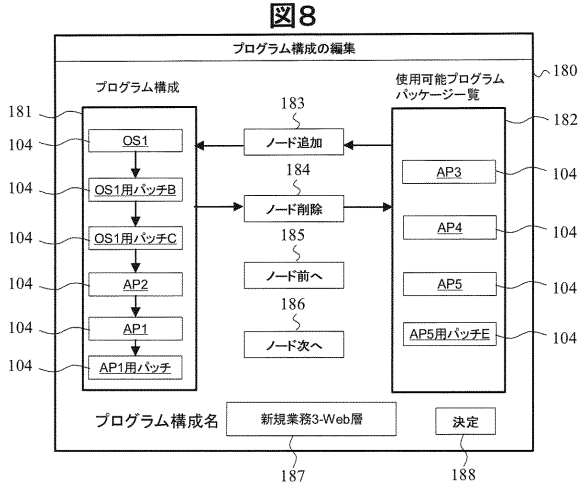 図8
プログラム構成の編集
180
プログラム構成
使用可能プログラム
パッケージ一覧
181
183
182
104
OS1
ノード追加
104
OS1用パッチB
184
AP3
104
104
OS1用パッチC
ノード削除
AP4
104
185
104
AP2
ノード前へ
AP5
104
104
AP1
186
AP5用パッチE
104
104
AP1用パッチ
ノード次へ
プログラム構成名
新規業務3-Web層
決定
187
188